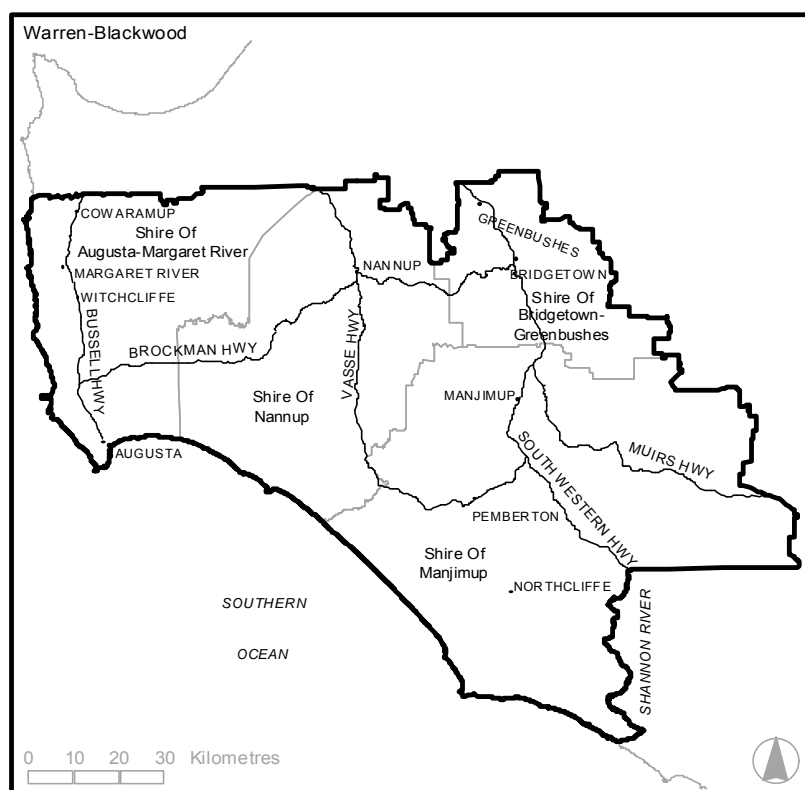 Warren-Blackwood
COWARAMUP
Shire Of
Augusta-Margaret River
MARGARET RIVER
WITCHCLIFFE
BUSSELL HWY
BROCKMAN HWY
VASSE HWY
NANNUP
GREENBUSHES
BRIDGETOWN
Shire Of
Bridgetown-
Greenbushes
Shire Of
Nannup
MANJIMUP
AUGUSTA
MUIRS HWY
SOUTH WESTERN HWY
PEMBERTON
Shire Of
Manjimup
NORTHCLIFFE
SOUTHERN
OCEAN
SHANNON RIVER
0 10 20 30 Kilometres